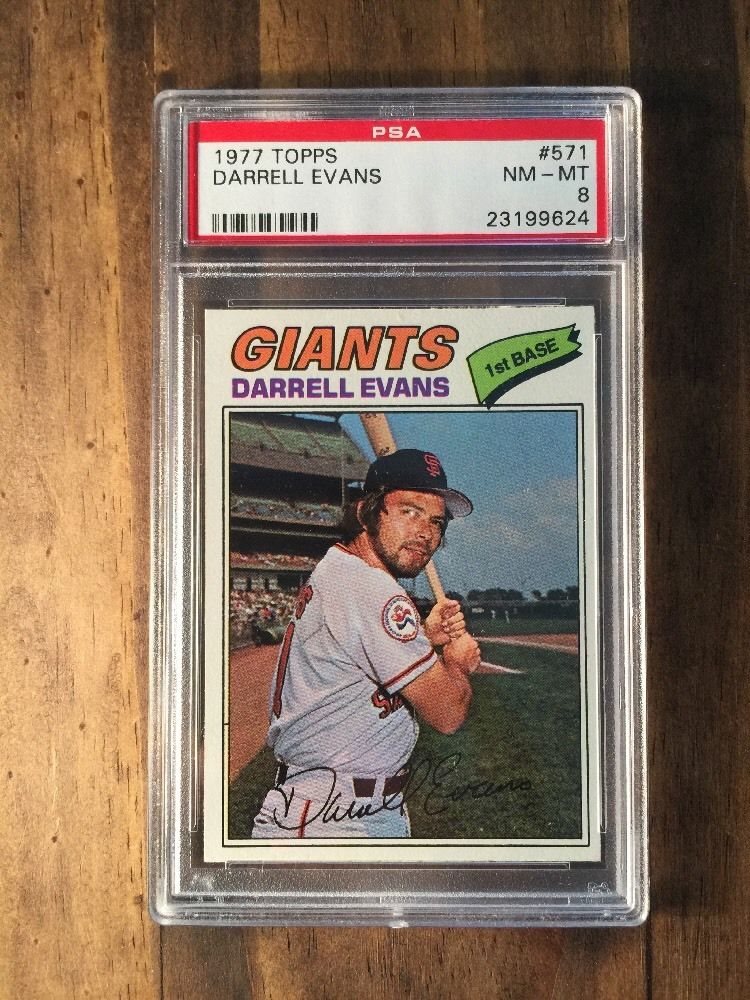 PSA
1977 TOPPS #571
DARRELL EVANS NM - MT
8
23199624
GIANTS
DARRELL EVANS
1st BASE
Darrell Evans